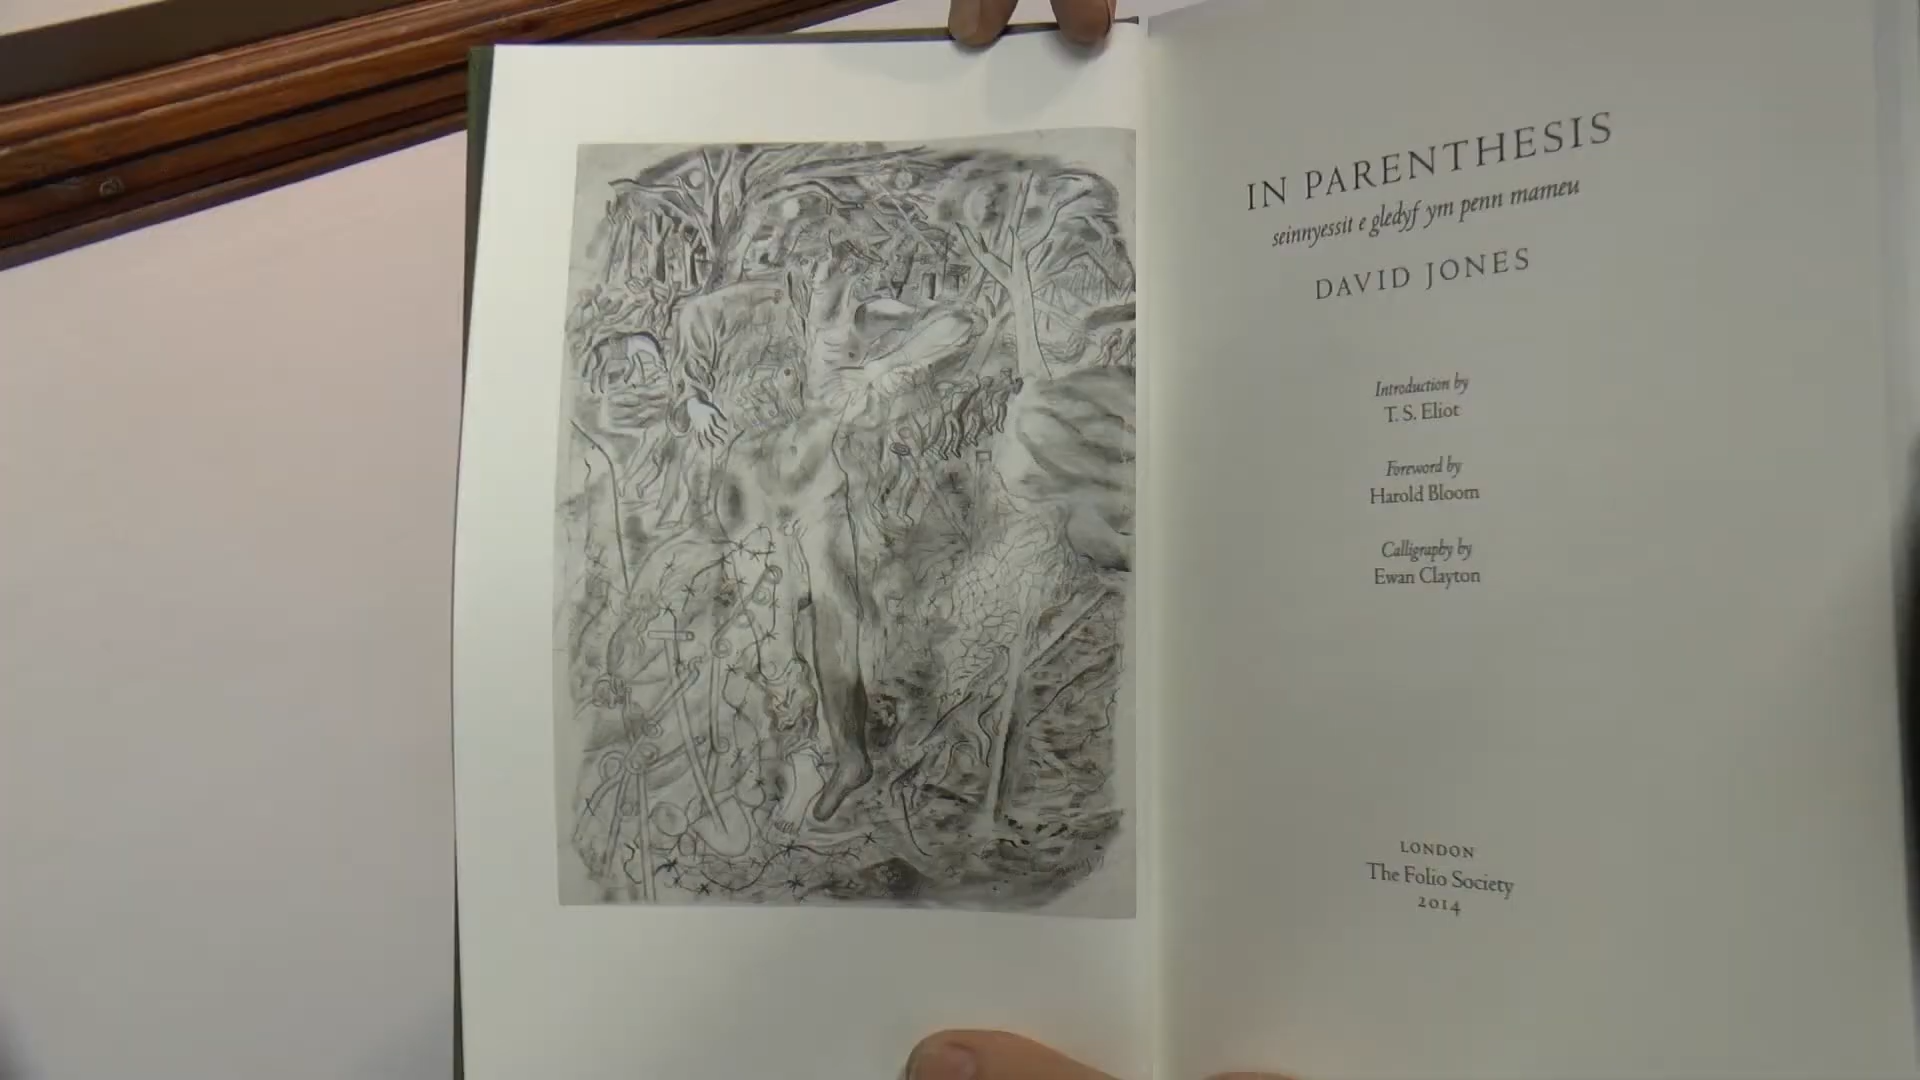 IN PARENTHESIS
seinnyessit e gledyf ym penn mameu
DAVID JONES
Introduction by
T. S. Eliot
Foreword by
Harold Bloom
Calligraphy by
Ewan Clayton
LONDON
The Folio Society
2014